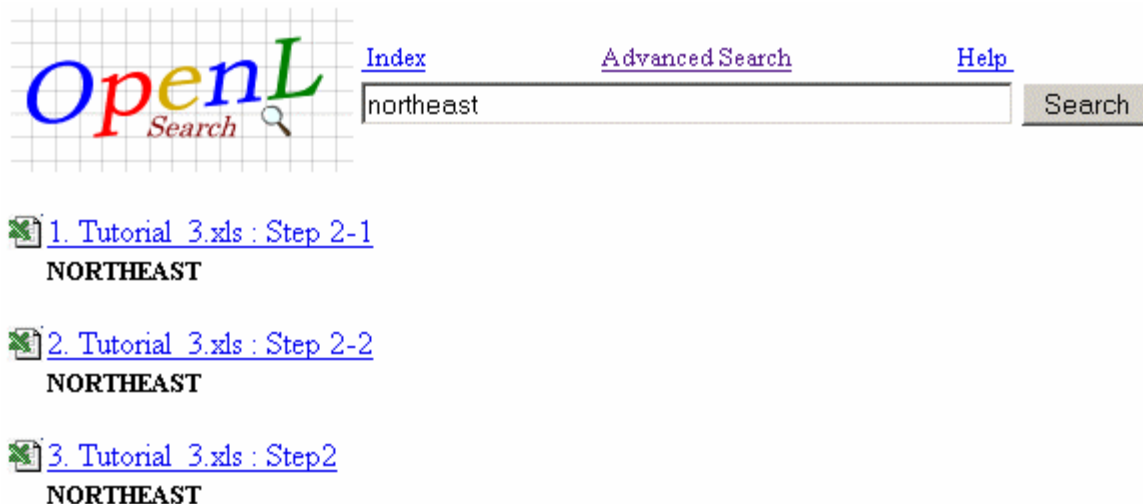 OpenL
Search
Index Advanced Search Help
northeast Search
1. Tutorial_3.xls : Step 2-1
NORTHEAST
2. Tutorial_3.xls : Step 2-2
NORTHEAST
3. Tutorial_3.xls : Step2
NORTHEAST